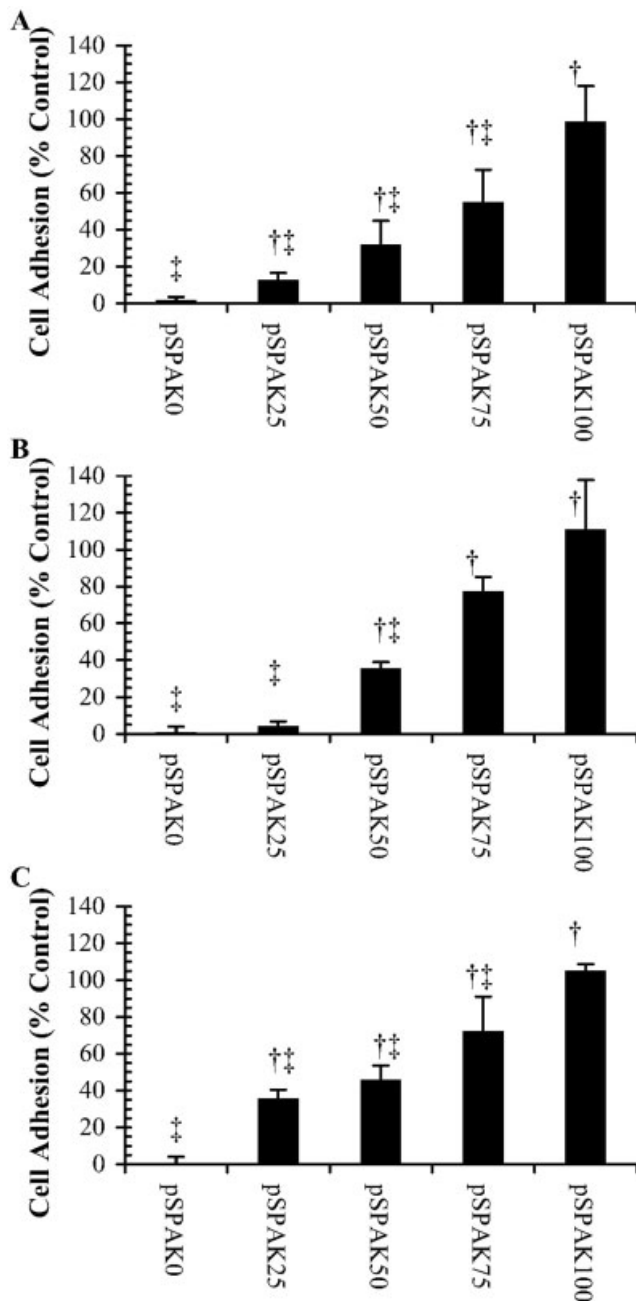 A
Cell Adhesion (% Control)
140
120
100
80
60
40
20
0
‡
†‡
†‡
†‡
†
pSPAK0
pSPAK25
pSPAK50
pSPAK75
pSPAK100
B
Cell Adhesion (% Control)
140
120
100
80
60
40
20
0
‡
‡
†‡
†
†
pSPAK0
pSPAK25
pSPAK50
pSPAK75
pSPAK100
C
Cell Adhesion (% Control)
140
120
100
80
60
40
20
0
‡
†‡
†‡
†‡
†
pSPAK0
pSPAK25
pSPAK50
pSPAK75
pSPAK100